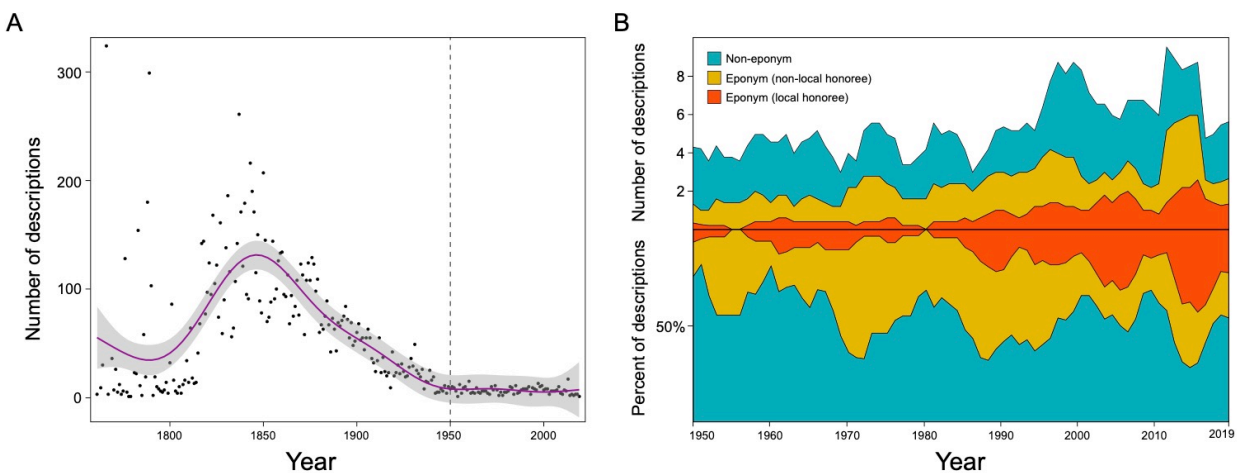 A
Number of descriptions
300
200
100
0
1800
1850
1900
1950
2000
Year
B
Non-eponym
Eponym (non-local honoree)
Eponym (local honoree)
Number of descriptions
8
6
4
2
Percent of descriptions
50%
1950
1960
1970
1980
1990
2000
2010
2019
Year